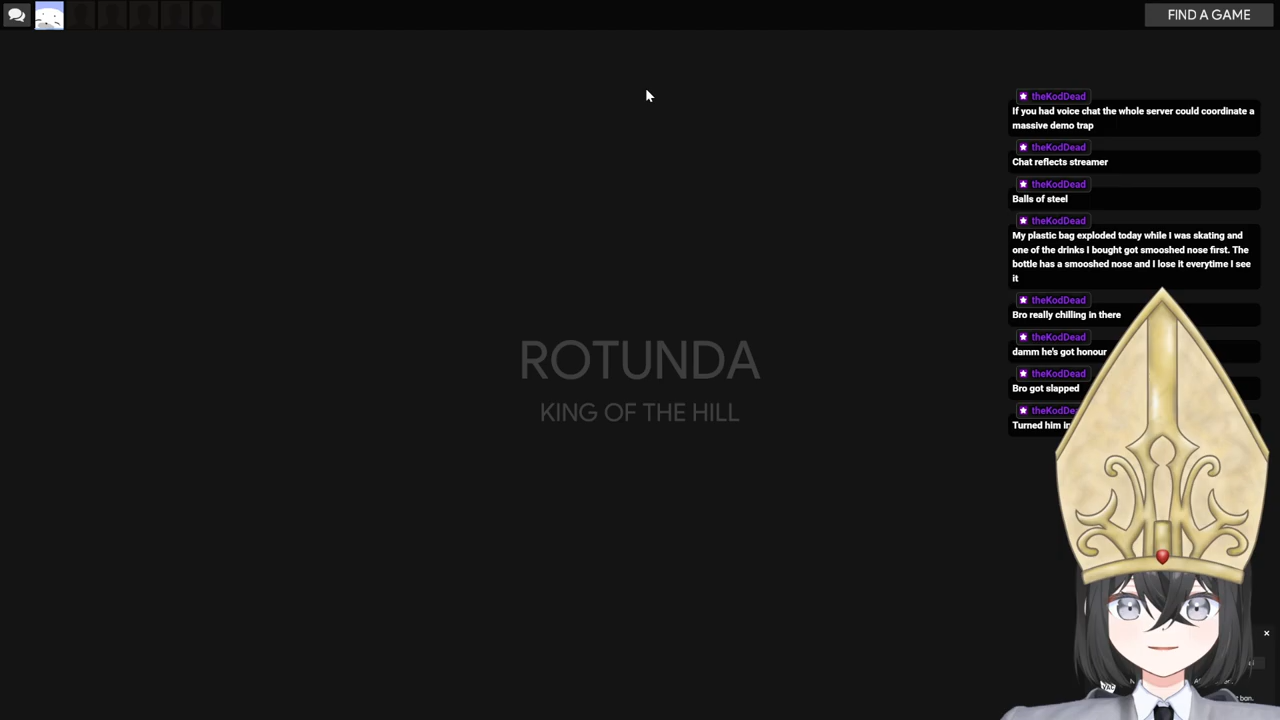 FIND A GAME
theKodDead
If you had voice chat the whole server could coordinate a
massive demo trap
theKodDead
Chat reflects streamer
theKodDead
Balls of steel
theKodDead
My plastic bag exploded today while I was skating and
one of the drinks I bought got smooshed nose first. The
bottle has a smooshed nose and I lose it everytime I see
it
theKodDead
Bro really chilling in there
theKodDead
damm he's got honour
theKodDead
Bro got slapped
Turned him
ROTUNDA
KING OF THE HILL
ban.